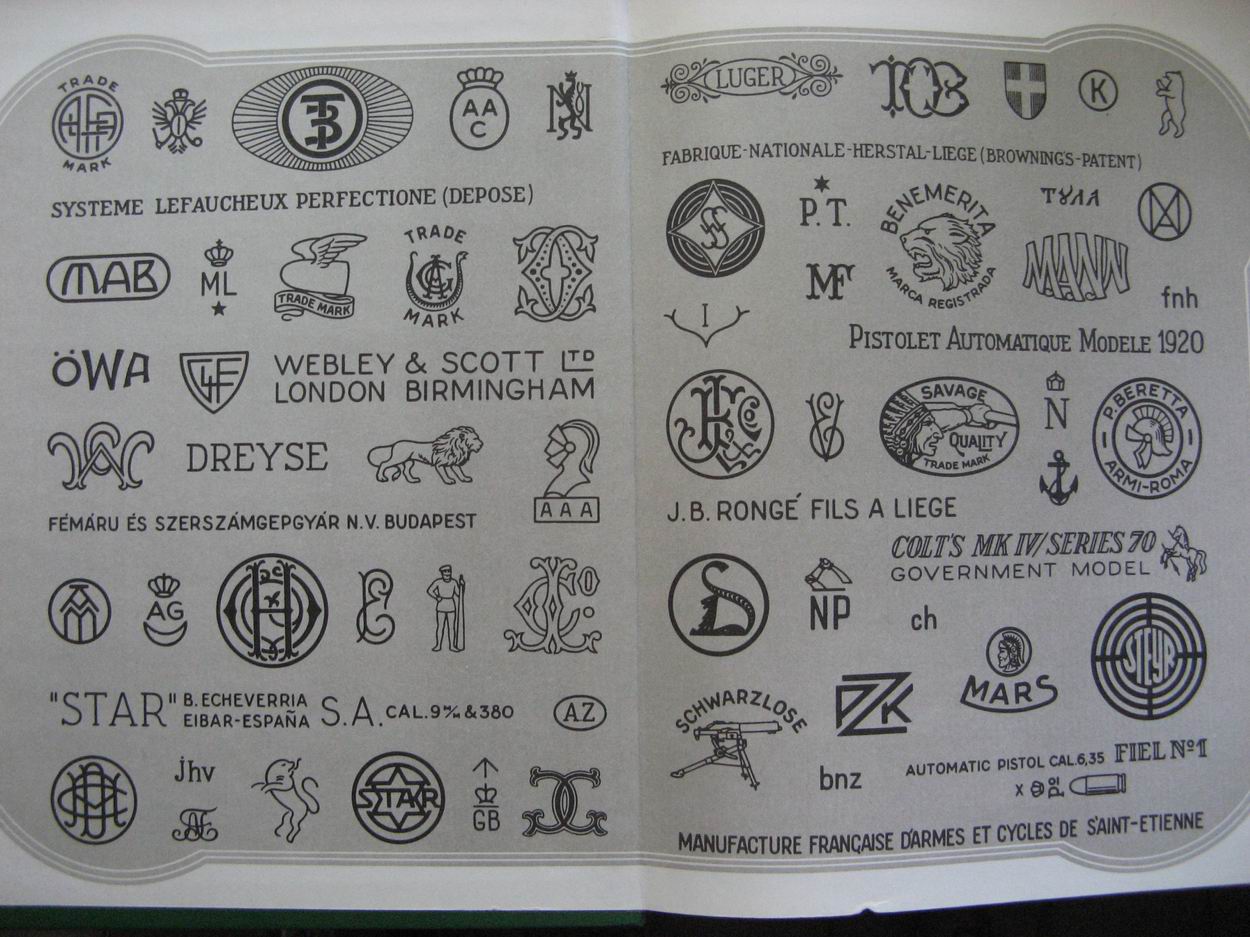 TRADE
MARK
AA
C
N
SYSTEME LEFAUCHEUX PERFECTIONE (DEPOSE)
MAB
ML
TRADE MARK
TRADE
MARK
ÖWA
WEBLEY & SCOTT LTD
LONDON BIRMINGHAM
DREYSE
AAA
FÉMÁRU ÉS SZERSZÁMGEPGYÁR N.V. BUDAPEST
AG
"STAR" B. ECHEVERRIA
EIBAR-ESPAÑA S.A. CAL. 9 m/m & 380
AZ
jhv
STAR
GB
LUGER
K
FABRIQUE-NATIONALE-HERSTAL-LIEGE (BROWNING'S-PATENT)
P.T.
BENEMERITA
MARCA REGISTRADA
MF
MANN
fnh
I
PISTOLET AUTOMATIQUE MODELE 1920
SAVAGE
QUALITY
TRADE MARK
N
P. BERETTA
ARMI-ROMA
J.B. RONGÉ FILS A LIEGE
COLT'S MK IV/SERIES 70
GOVERNMENT MODEL
NP
ch
MARS
STEYR
SCHWARZLOSE
ZK
bnz
AUTOMATIC PISTOL CAL. 6,35 FIEL Nº1
MANUFACTURE FRANÇAISE D'ARMES ET CYCLES DE SAINT-ETIENNE